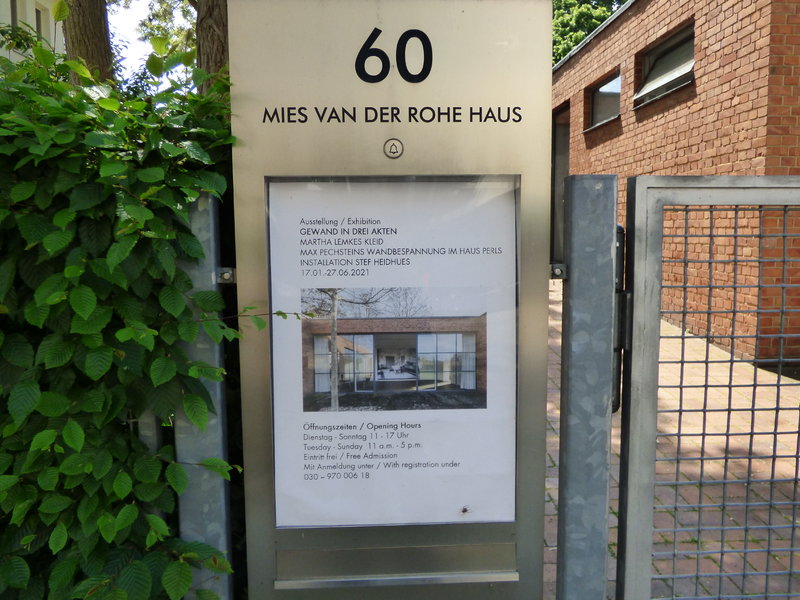 60
MIES VAN DER ROHE HAUS
Ausstellung / Exhibition
GEWAND IN DREI AKTEN
MARTHA LEMKES KLEID
MAX PECHSTEINS WANDBESPANNUNG IM HAUS PERLS
INSTALLATION STEF HEIDHUES
17.01.-27.06.2021
Öffnungszeiten / Opening Hours
Dienstag - Sonntag 11 - 17 Uhr
Tuesday - Sunday 11 a.m. - 5 p.m.
Eintritt frei / Free Admission
Mit Anmeldung unter / With registration under
030 – 970 006 18